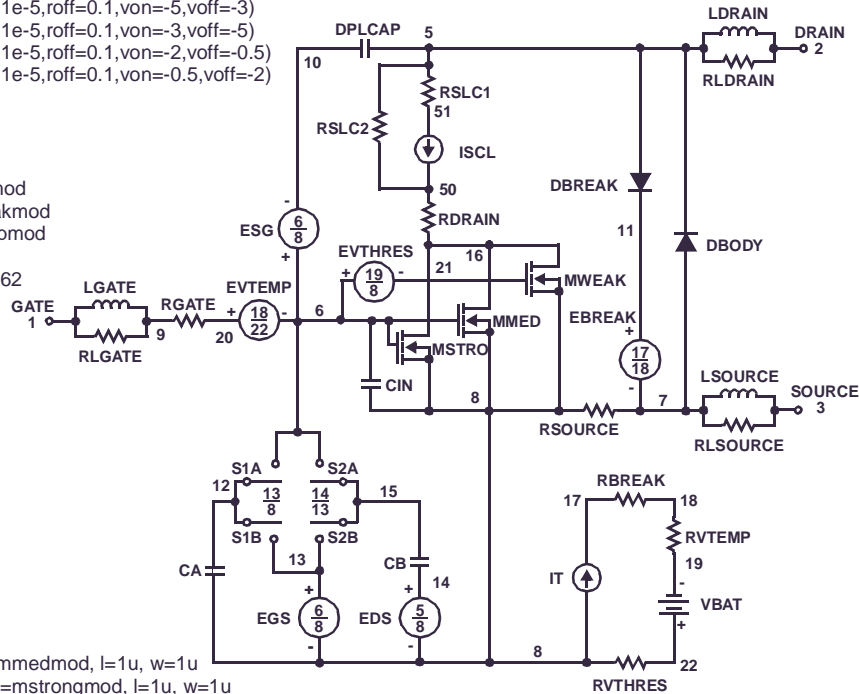 1e-5,roff=0.1,von=-5,voff=-3)
1e-5,roff=0.1,von=-3,voff=-5)
1e-5,roff=0.1,von=-2,voff=-0.5)
1e-5,roff=0.1,von=-0.5,voff=-2)
LDRAIN
DPLCAP
5
DRAIN
2
10
RLDRAIN
RSLC1
51
RSLC2
ISCL
50
DBREAK
RDRAIN
ESG
-
6
8
+
11
DBODY
EVTHRES
16
+
19
8
-
21
MWEAK
LGATE
EVTEMP
GATE
1
RGATE
+
18
22
-
6
MMED
EBREAK
+
9
20
MSTRO
17
18
-
RLGATE
LSOURCE
CIN
8
7
SOURCE
3
RSOURCE
RLSOURCE
S1A
S2A
12
13
8
14
13
15
RBREAK
17
18
S1B
S2B
RVTEMP
13
CB
19
CA
IT
-
14
+
+
VBAT
EGS
6
8
EDS
5
8
+
-
-
8
22
RVTHRES
mod
akmod
omod
62
mmedmod, l=1u, w=1u
=mstrongmod, l=1u, w=1u